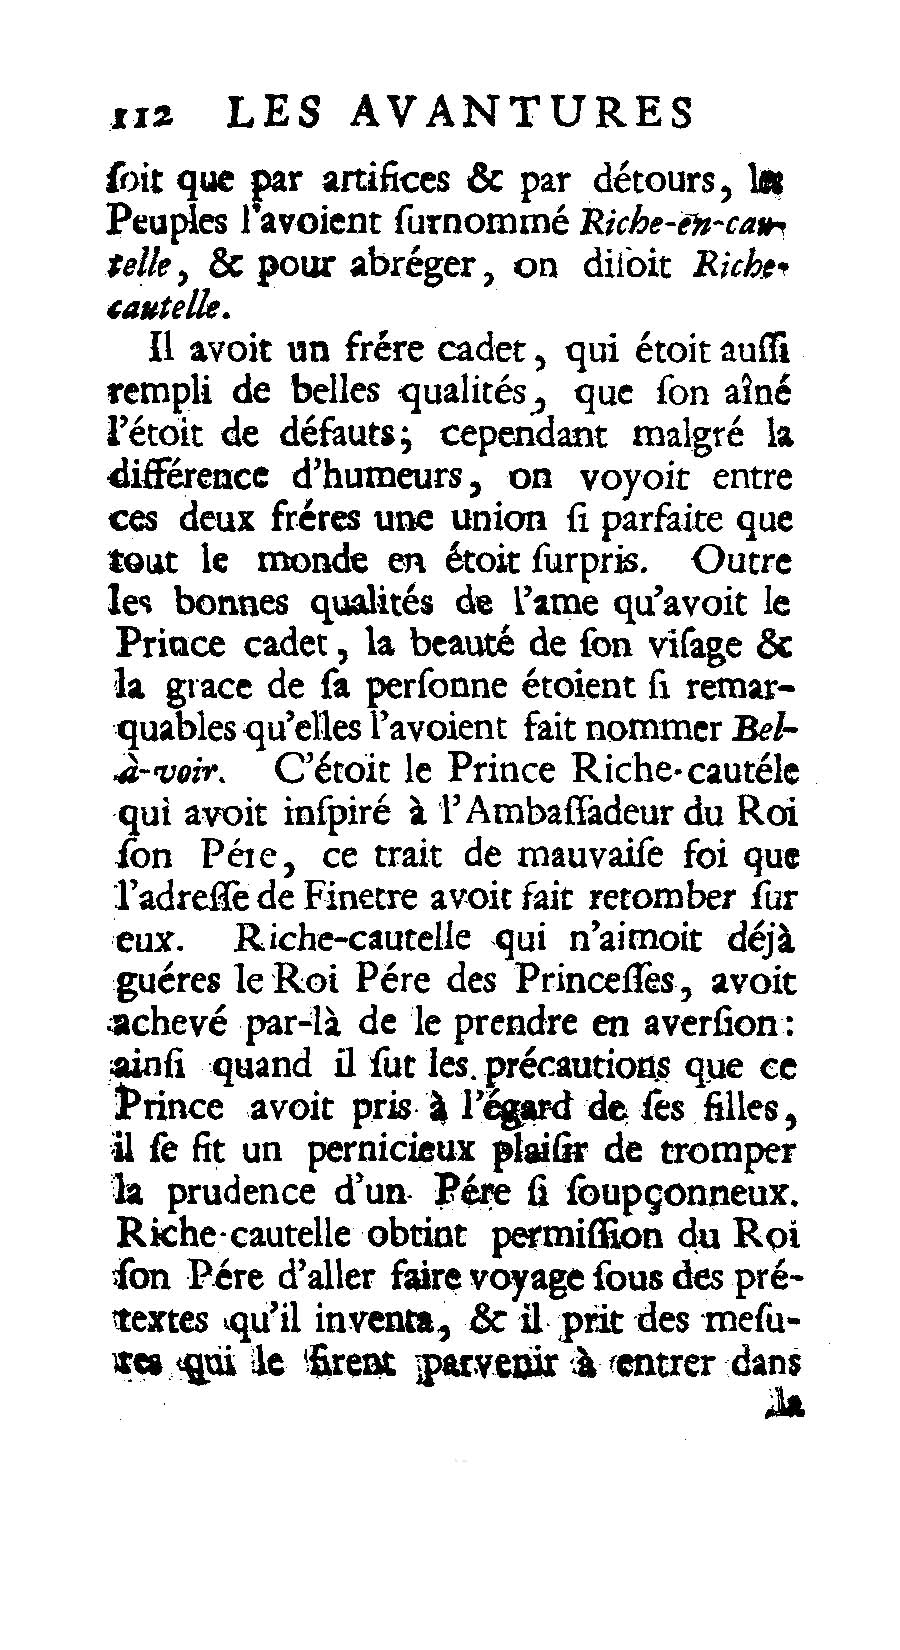 112 LES AVANTURES
ſoit que par artifices & par détours, les
Peuples l'avoient ſurnommé Riche-en-cau-
telle, & pour abréger, on diſoit Riche-
cautelle.
Il avoit un frére cadet, qui étoit auſſi
rempli de belles qualités, que ſon aîné
l'étoit de défauts; cependant malgré la
différence d'humeurs, on voyoit entre
ces deux fréres une union ſi parfaite que
tout le monde en étoit ſurpris. Outre
les bonnes qualités de l'ame qu'avoit le
Prince cadet, la beauté de ſon viſage &
la grace de ſa perſonne étoient ſi remar-
quables qu'elles l'avoient fait nommer Bel-
à-voir. C'étoit le Prince Riche-cautéle
qui avoit inſpiré à l'Ambaſſadeur du Roi
ſon Pére, ce trait de mauvaiſe foi que
l'adreſſe de Finette avoit fait retomber ſur
eux. Riche-cautelle qui n'aimoit déjà
guéres le Roi Pére des Princeſſes, avoit
achevé par-là de le prendre en averſion:
ainſi quand il ſut les précautions que ce
Prince avoit pris à l'égard de ſes filles,
il ſe fit un pernicieux plaiſir de tromper
la prudence d'un Pére ſi ſoupçonneux.
Riche-cautelle obtint permiſſion du Roi
ſon Pére d'aller faire voyage ſous des pré-
textes qu'il inventa, & il prit des meſu-
res qui le firent parvenir à entrer dans
la